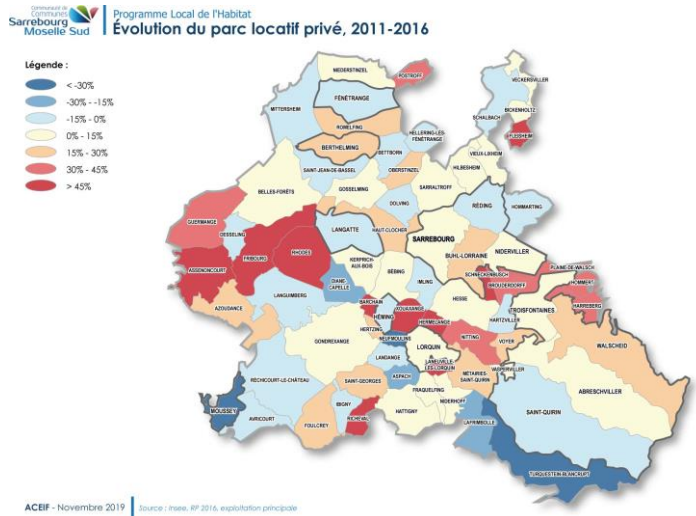 Communauté de Communes
Sarrebourg
Moselle Sud
Programme Local de l'Habitat
Évolution du parc locatif privé, 2011-2016
Légende :
< -30%
-30% - -15%
-15% - 0%
0% - 15%
15% - 30%
30% - 45%
> 45%
NIEDERSTINZEL
POSTROFF
VECKERSVILLER
MITTERSHEIM
FÉNÉTRANGE
BICKENHOLTZ
SCHALBACH
ROMELFING
HELLERING-LES
FÉNÉTRANGE
FLEISHEIM
BERTHELMING
BETTBORN
VIEUX-LIXHEIM
SAINT-JEAN-DE-BASSEL
OBERSTINZEL
HILBESHEIM
BELLES-FORÊTS
GOSSELMING
SARRALTROFF
DOLVING
RÉDING
HOMMARTING
GUERMANGE
DESSELING
LANGATTE
HAUT-CLOCHER
SARREBOURG
FRIBOURG
RHODES
BUHL-LORRAINE
NIDERVILLER
ASSENONCOURT
KERPRICH-
AUX-BOIS
BÉBING
SCHNECKENBUSCH
PLAINE-DE-WALSCH
DIANE-
CAPELLE
IMLING
BROUDERDORFF
HOMMERT
LANGUIMBERG
HESSE
HARREBERG
AZOUDANCE
BARCHAIN
XOUAXANGE
TROISFONTAINES
HÉMING
HERMELANGE
HARTZVILLER
HERTZING
NEUFMOULINS
NITTING
VOYER
WALSCHEID
GONDREXANGE
LORQUIN
LANDANGE
LANEUVILLE-
LES-LORQUIN
VASPERVILLER
ABRESCHVILLER
RECHICOURT-LE-CHÂTEAU
SAINT-GEORGES
ASPACH
MÉTAIRIES-
SAINT-QUIRIN
FRAQUELFING
MOUSSEY
IBIGNY
NIDERHOFF
SAINT-QUIRIN
AVRICOURT
RICHEVAL
HATTIGNY
FOULCREY
LAFRIMBOLLE
TURQUESTEIN-BLANCRUPT
ACEIF - Novembre 2019
Source : Insee, RP 2016, exploitation principale